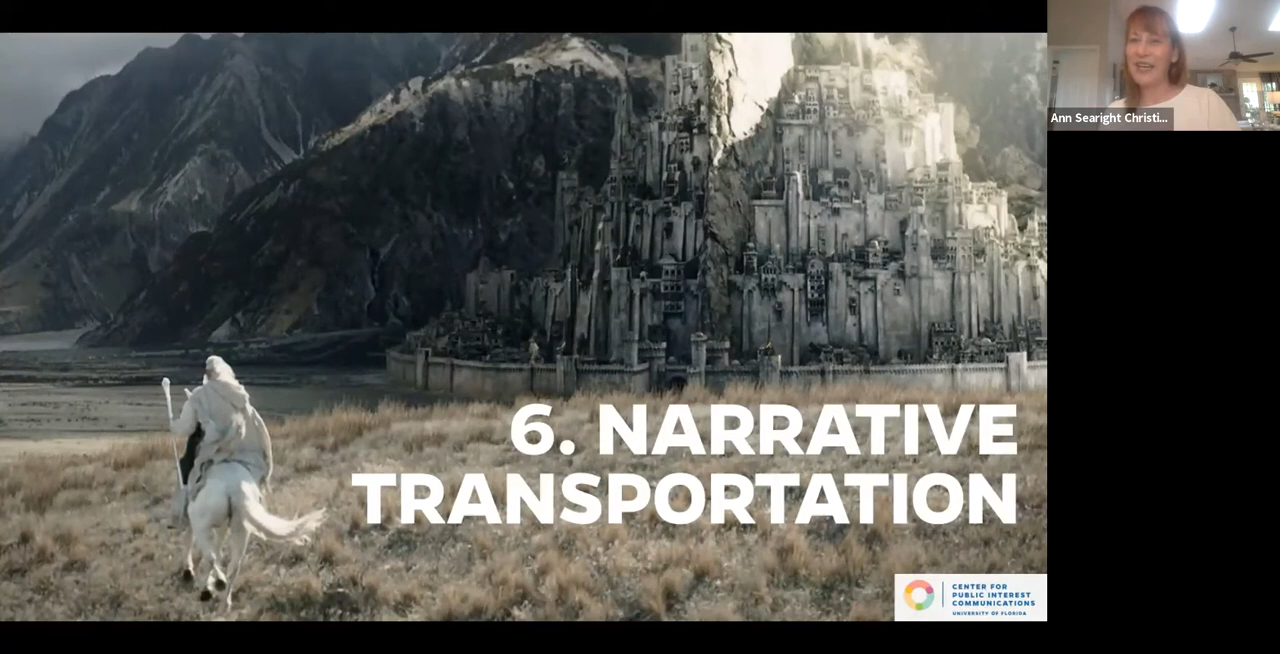 Ann Searight Christi...
6. NARRATIVE
TRANSPORTATION
CENTER FOR
PUBLIC INTEREST
COMMUNICATIONS
UNIVERSITY OF FLORIDA